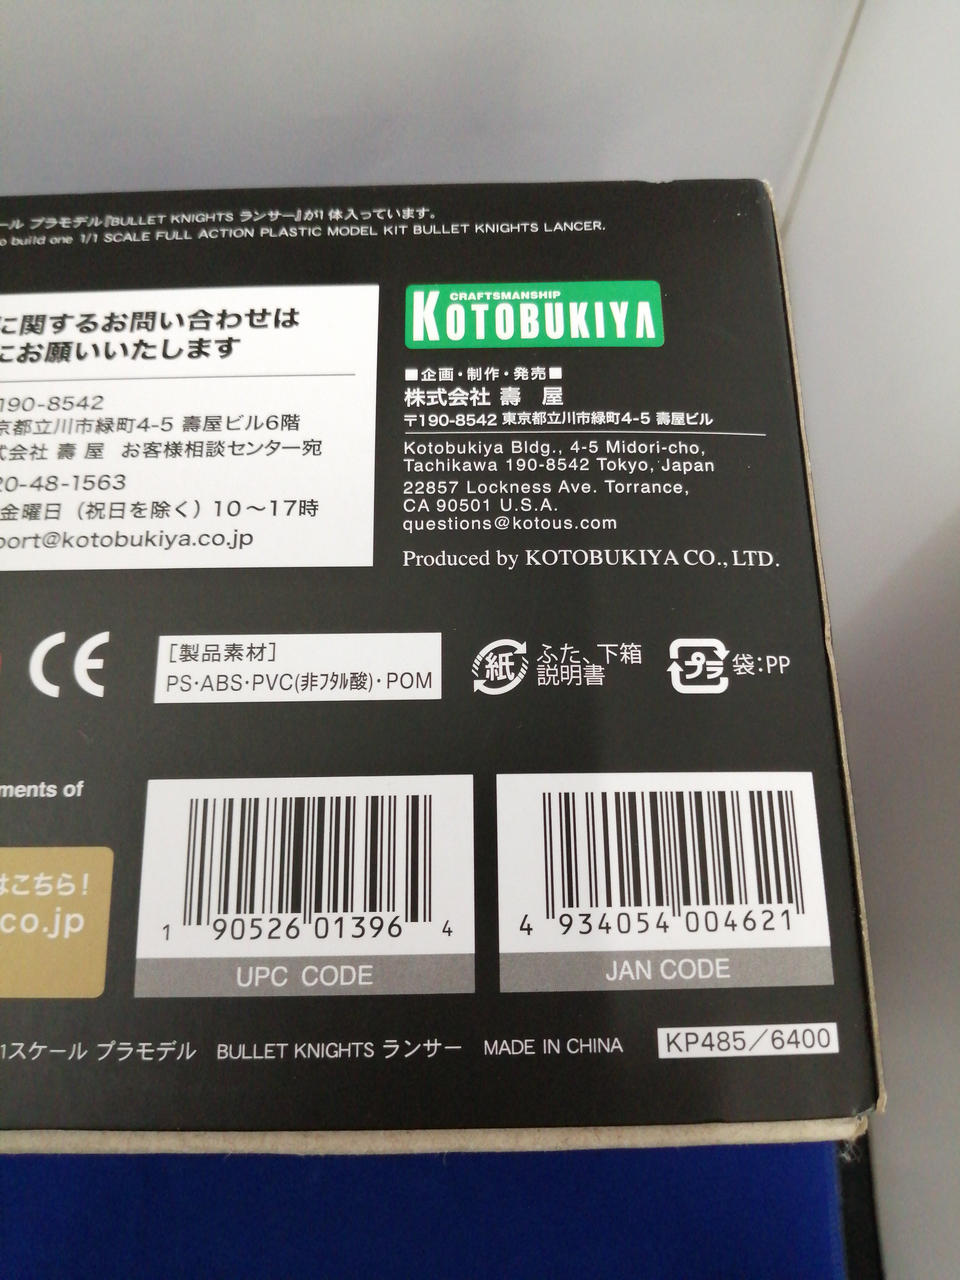 ール プラモデル『BULLET KNIGHTS ランサー』が1体入っています。
o build one 1/1 SCALE FULL ACTION PLASTIC MODEL KIT BULLET KNIGHTS LANCER.
に関するお問い合わせは
にお願いいたします
190-8542
京都立川市緑町4-5 壽屋ビル6階
式会社 壽 屋 お客様相談センター宛
20-48-1563
金曜日（祝日を除く）10〜17時
port@kotobukiya.co.jp
CRAFTSMANSHIP
KOTOBUKIYA
■企画・制作・発売■
株式会社 壽 屋
〒190-8542 東京都立川市緑町4-5 壽屋ビル
Kotobukiya Bldg., 4-5 Midori-cho,
Tachikawa 190-8542 Tokyo, Japan
22857 Lockness Ave. Torrance,
CA 90501 U.S.A.
questions@kotous.com
Produced by KOTOBUKIYA CO., LTD.
CE
［製品素材］
PS・ABS・PVC(非フタル酸)・POM
紙
ふた、下箱
説明書
プラ
袋:PP
ments of
はこちら！
co.jp
1 90526 01396 4
UPC CODE
4 934054 004621
JAN CODE
1スケール プラモデル BULLET KNIGHTS ランサー MADE IN CHINA
KP485／6400